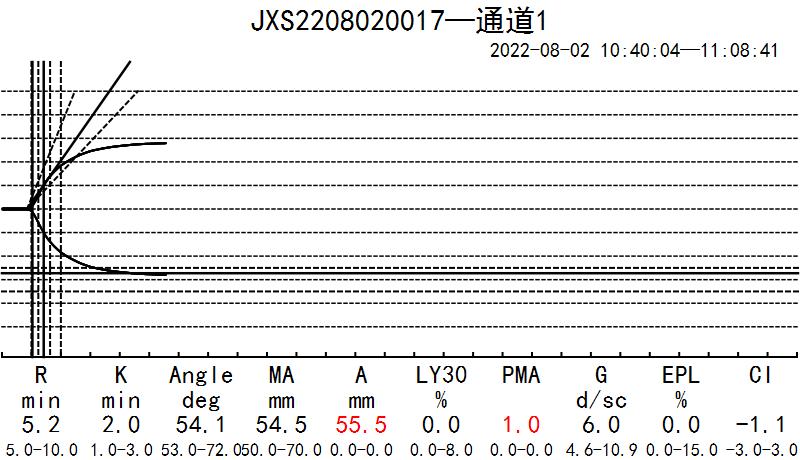 JXS2208020017—通道1
2022-08-02 10:40:04—11:08:41
R K Angle MA A LY30 PMA G EPL CI
min min deg mm mm % d/sc %
5.2 2.0 54.1 54.5 55.5 0.0 1.0 6.0 0.0 -1.1
5.0-10.0 1.0-3.0 53.0-72.0 50.0-70.0 0.0-0.0 0.0-8.0 0.0-0.0 4.6-10.9 0.0-15.0 -3.0-3.0